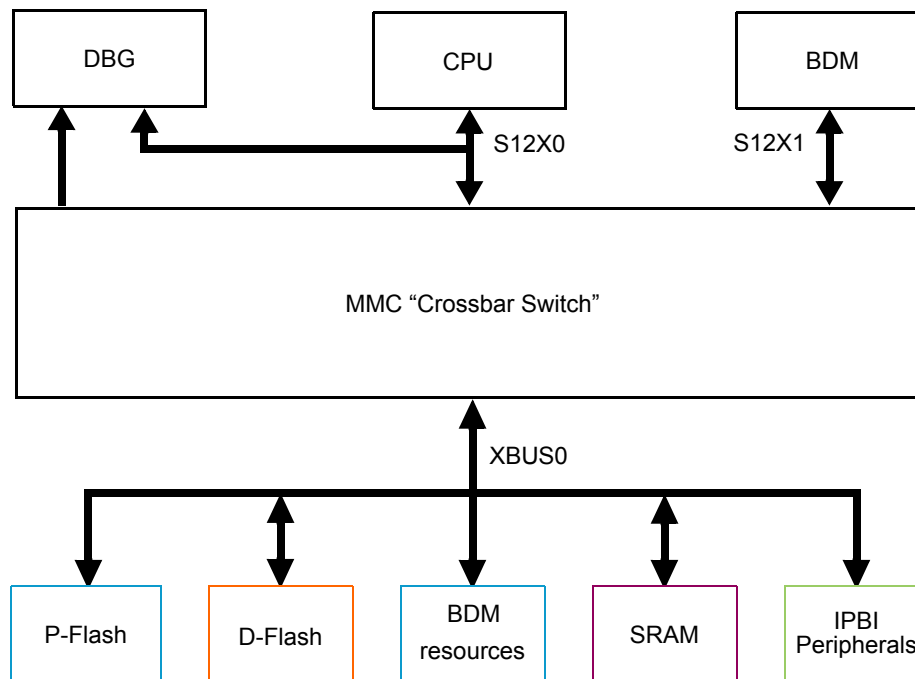 DBG
CPU
BDM
S12X0
S12X1
MMC “Crossbar Switch”
XBUS0
P-Flash
D-Flash
BDM
resources
SRAM
IPBI
Peripherals